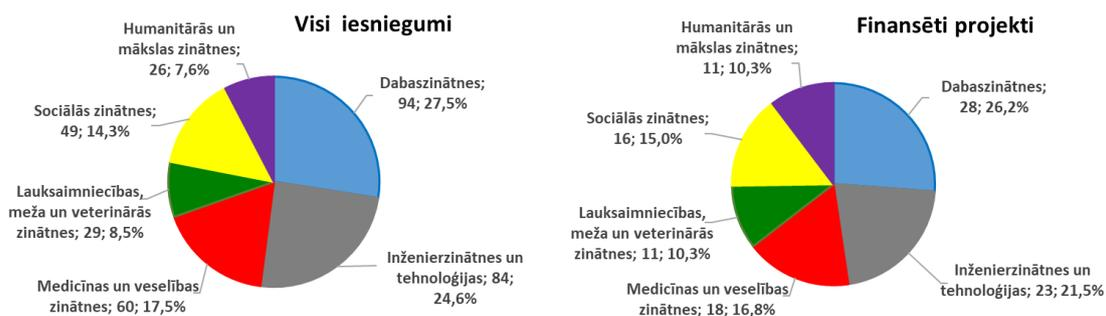 Visi iesniegumi
Humanitārās un
mākslas zinātnes;
26; 7,6%
Dabaszinātnes;
94; 27,5%
Sociālās zinātnes;
49; 14,3%
Lauksaimniecības,
meža un veterinārās
zinātnes; 29; 8,5%
Medicīnas un veselības
zinātnes; 60; 17,5%
Inženierzinātnes un
tehnoloģijas; 84;
24,6%
Finansēti projekti
Humanitārās un
mākslas zinātnes;
11; 10,3%
Dabaszinātnes;
28; 26,2%
Sociālās zinātnes;
16; 15,0%
Lauksaimniecības,
meža un veterinārās
zinātnes; 11; 10,3%
Medicīnas un veselības
zinātnes; 18; 16,8%
Inženierzinātnes un
tehnoloģijas; 23; 21,5%